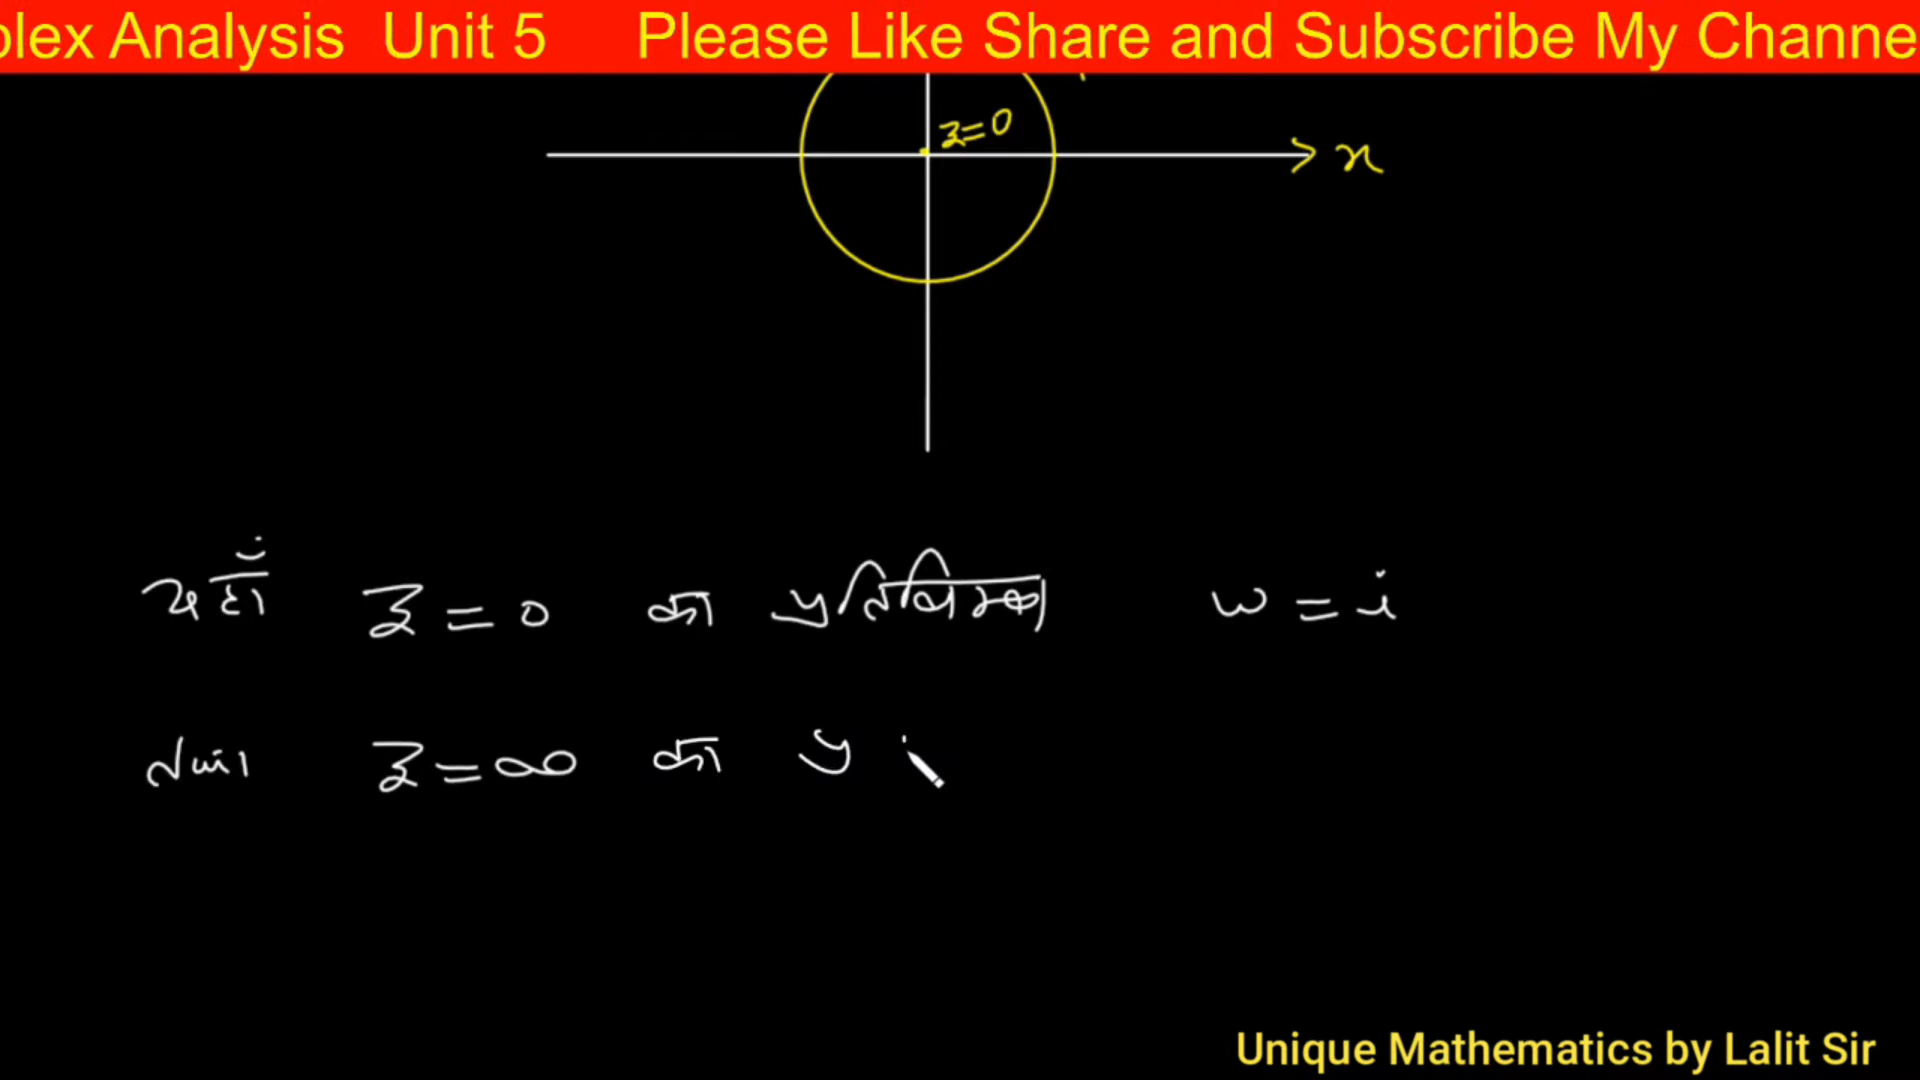 plex Analysis Unit 5 Please Like Share and Subscribe My Channe
z=0
x
यहाँ z=0 का प्रतिबिम्ब w=i
तथा z=∞ का प्र
Unique Mathematics by Lalit Sir